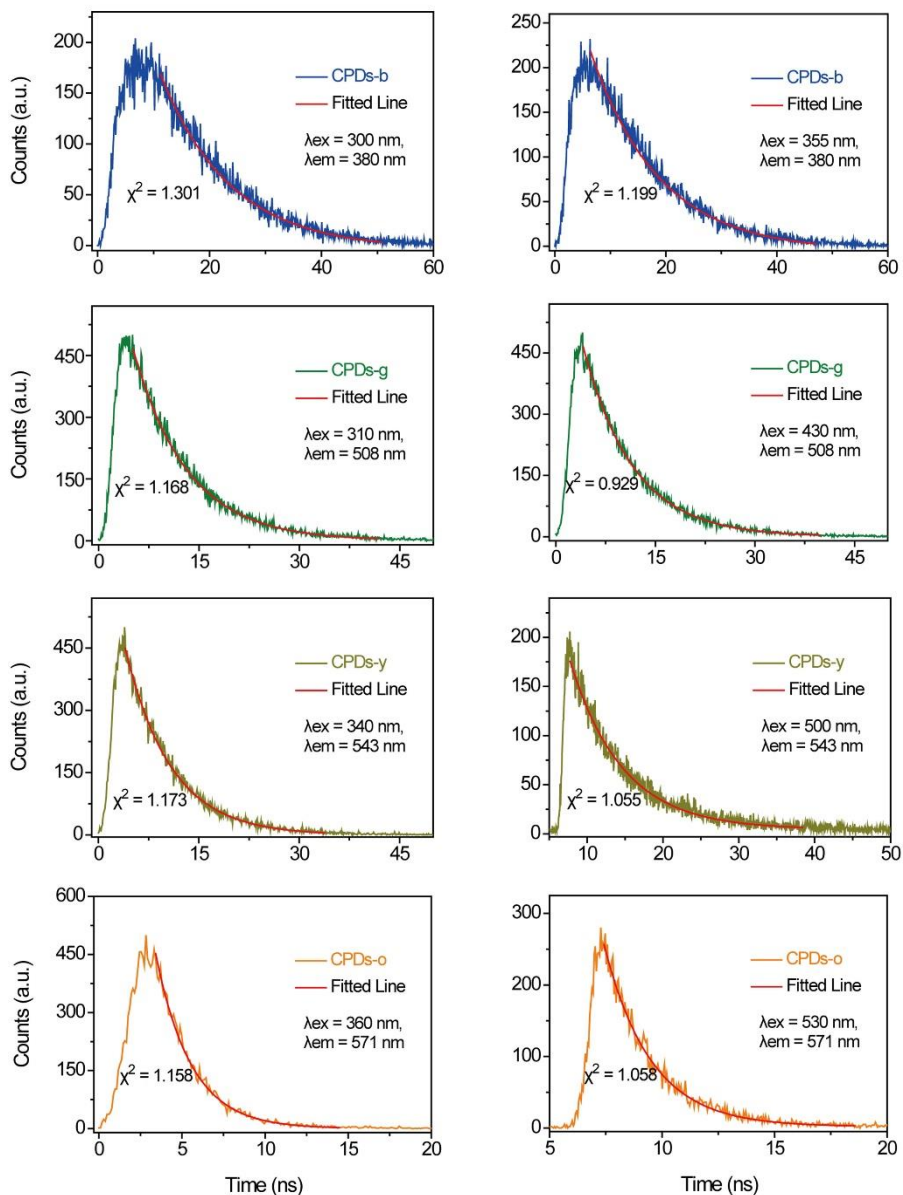 200
150
100
50
0
0
20
40
60
Counts (a.u.)
CPDs-b
Fitted Line
λex = 300 nm,
λem = 380 nm
χ² = 1.301
250
200
150
100
50
0
0
20
40
60
CPDs-b
Fitted Line
λex = 355 nm,
λem = 380 nm
χ² = 1.199
450
300
150
0
0
15
30
45
Counts (a.u.)
CPDs-g
Fitted Line
λex = 310 nm,
λem = 508 nm
χ² = 1.168
450
300
150
0
0
15
30
45
CPDs-g
Fitted Line
λex = 430 nm,
λem = 508 nm
χ² = 0.929
450
300
150
0
0
15
30
45
Counts (a.u.)
CPDs-y
Fitted Line
λex = 340 nm,
λem = 543 nm
χ² = 1.173
200
150
100
50
0
10
20
30
40
50
CPDs-y
Fitted Line
λex = 500 nm,
λem = 543 nm
χ² = 1.055
600
450
300
150
0
0
5
10
15
20
Counts (a.u.)
CPDs-o
Fitted Line
λex = 360 nm,
λem = 571 nm
χ² = 1.158
Time (ns)
300
200
100
0
5
10
15
20
CPDs-o
Fitted Line
λex = 530 nm,
λem = 571 nm
χ² = 1.058
Time (ns)